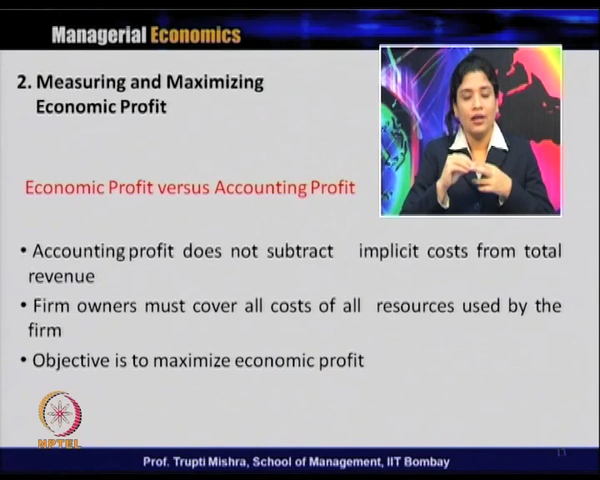 Managerial Economics
2. Measuring and Maximizing
Economic Profit
Economic Profit versus Accounting Profit
• Accounting profit does not subtract implicit costs from total
revenue
• Firm owners must cover all costs of all resources used by the
firm
• Objective is to maximize economic profit
NPTEL
13
Prof. Trupti Mishra, School of Management, IIT Bombay